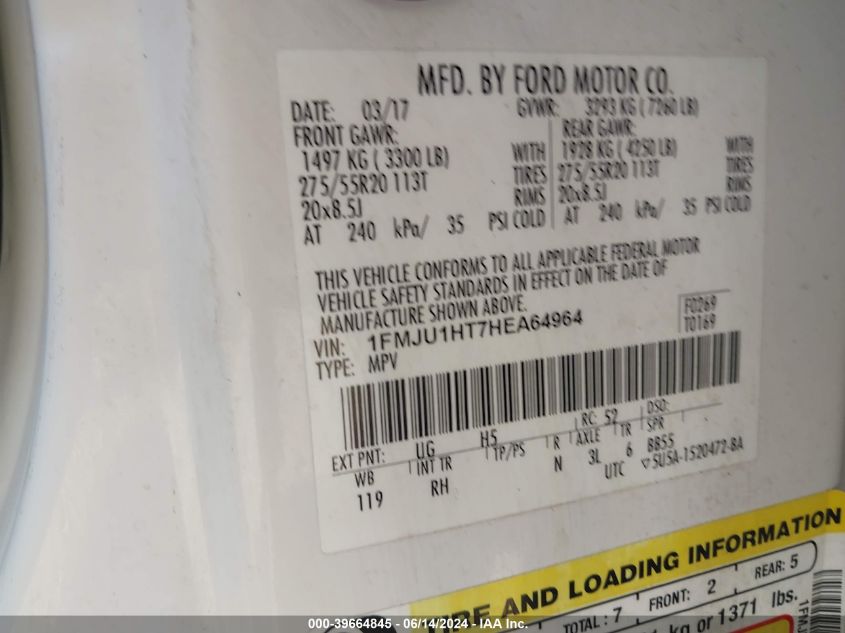 MFD. BY FORD MOTOR CO.
DATE: 03/17 GVWR: 3293 KG ( 7260 LB)
FRONT GAWR: REAR GAWR:
1497 KG ( 3300 LB) WITH 1928 KG ( 4250 LB) WITH
275/55R20 113T TIRES 275/55R20 113T TIRES
20x8.5J RIMS 20x8.5J RIMS
AT 240 kPa/ 35 PSI COLD AT 240 kPa/ 35 PSI COLD
THIS VEHICLE CONFORMS TO ALL APPLICABLE FEDERAL MOTOR
VEHICLE SAFETY STANDARDS IN EFFECT ON THE DATE OF
MANUFACTURE SHOWN ABOVE.
VIN: 1FMJU1HT7HEA64964 F0269
TYPE: MPV T0169
EXT PNT: UG H5 RC: 52 DSO:
WB INT TR TP/PS R AXLE TR SPR
119 RH N 3L 6 BB55
UTC ▽5U5A-1520472-BA
TIRE AND LOADING INFORMATION
TOTAL : 7 FRONT: 2 REAR: 5
kg or 1371 lbs.
1FMJ
000-39664845 - 06/14/2024 - IAA Inc.